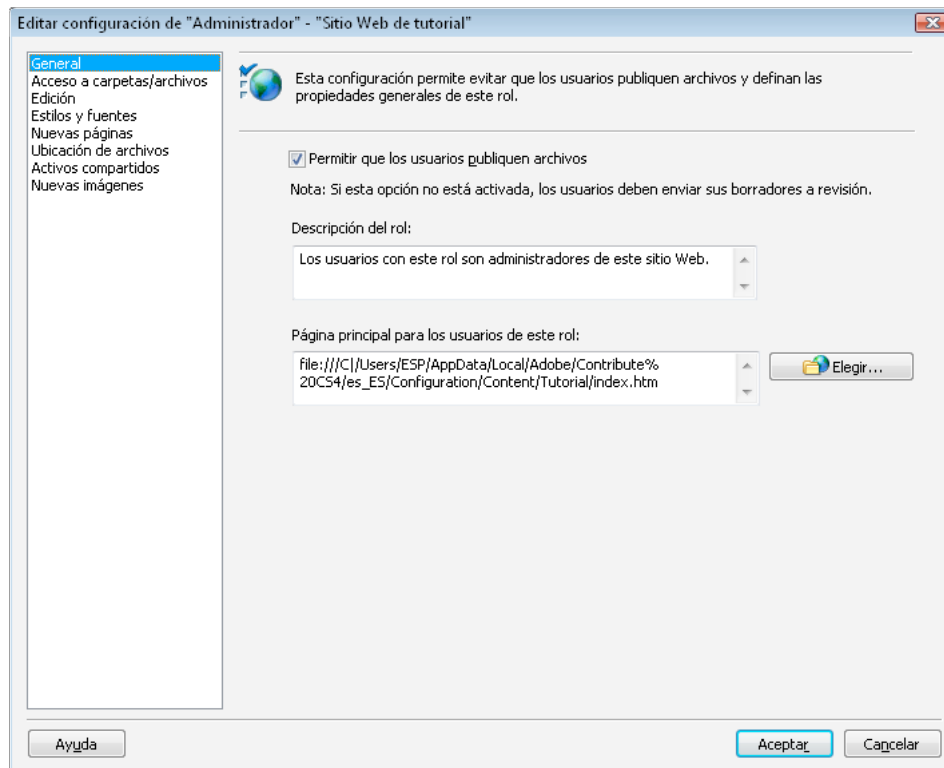 Editar configuración de "Administrador" - "Sitio Web de tutorial"
General
Acceso a carpetas/archivos
Edición
Estilos y fuentes
Nuevas páginas
Ubicación de archivos
Activos compartidos
Nuevas imágenes
Esta configuración permite evitar que los usuarios publiquen archivos y definan las
propiedades generales de este rol.
Permitir que los usuarios publiquen archivos
Nota: Si esta opción no está activada, los usuarios deben enviar sus borradores a revisión.
Descripción del rol:
Los usuarios con este rol son administradores de este sitio Web.
Página principal para los usuarios de este rol:
file:///C|/Users/ESP/AppData/Local/Adobe/Contribute%
20CS4/es_ES/Configuration/Content/Tutorial/index.htm
Elegir...
Ayuda
Aceptar
Cancelar